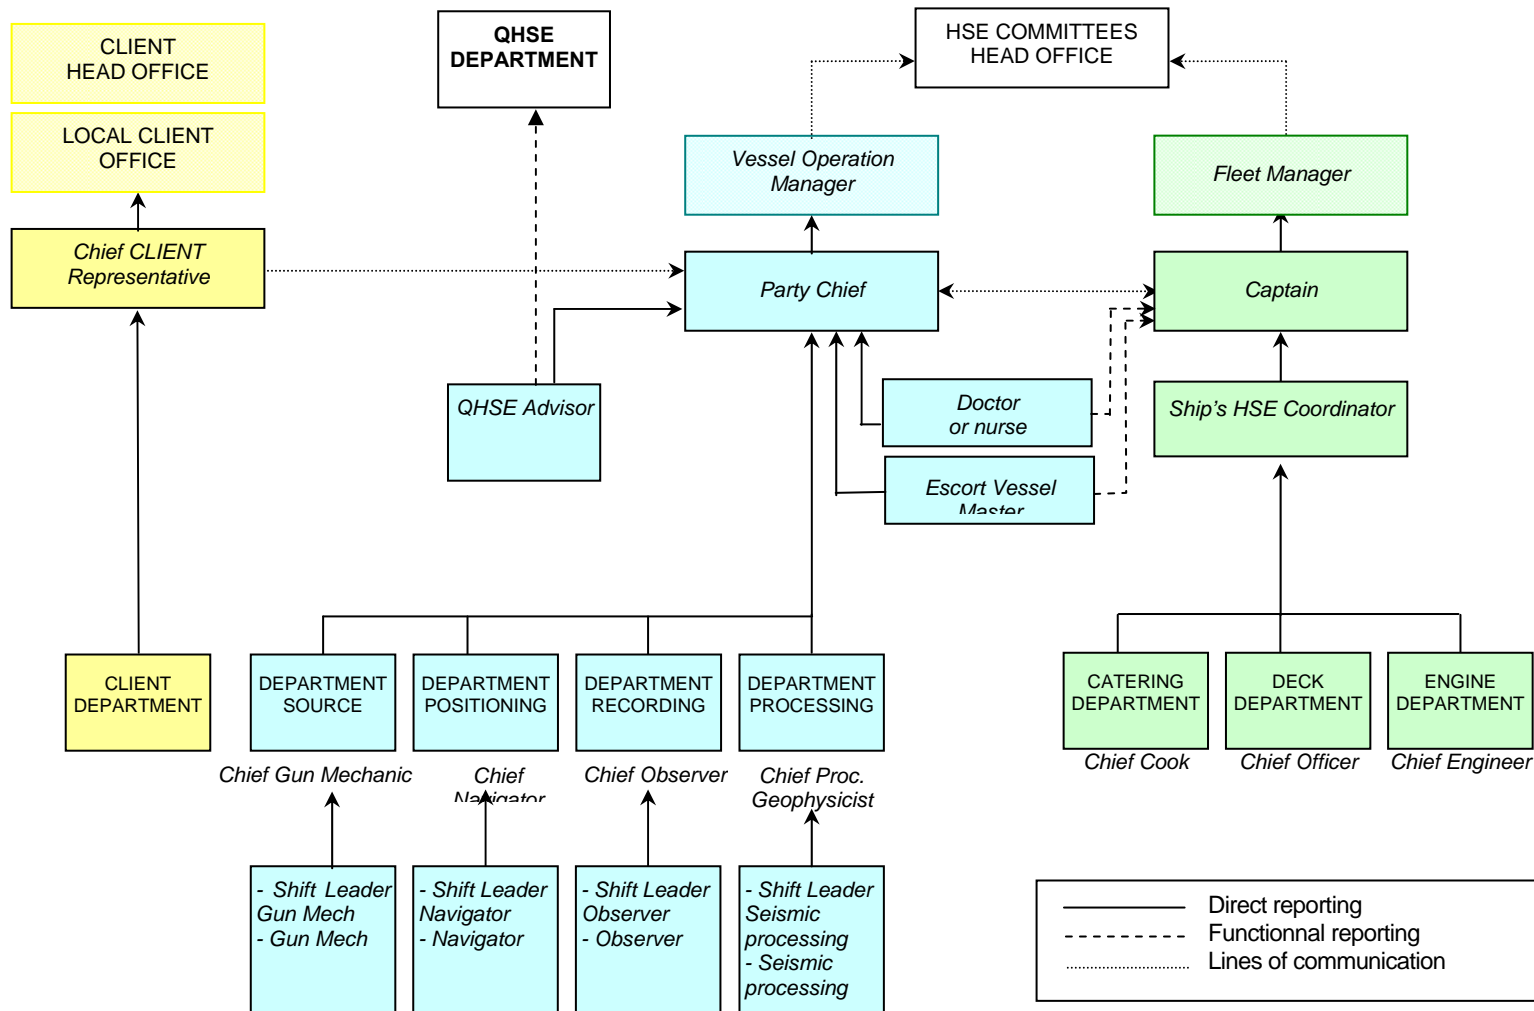 CLIENT
HEAD OFFICE
QHSE
DEPARTMENT
HSE COMMITTEES
HEAD OFFICE
LOCAL CLIENT
OFFICE
Vessel Operation
Manager
Fleet Manager
Chief CLIENT
Representative
Party Chief
Captain
QHSE Advisor
Doctor
or nurse
Ship's HSE Coordinator
Escort Vessel
Master
CLIENT
DEPARTMENT
DEPARTMENT
SOURCE
DEPARTMENT
POSITIONING
DEPARTMENT
RECORDING
DEPARTMENT
PROCESSING
CATERING
DEPARTMENT
DECK
DEPARTMENT
ENGINE
DEPARTMENT
Chief Gun Mechanic
Chief
Navigator
Chief Observer
Chief Proc.
Geophysicist
Chief Cook
Chief Officer
Chief Engineer
- Shift Leader
Gun Mech
- Gun Mech
- Shift Leader
Navigator
- Navigator
- Shift Leader
Observer
- Observer
- Shift Leader
Seismic
processing
- Seismic
processing
Direct reporting
Functionnal reporting
Lines of communication